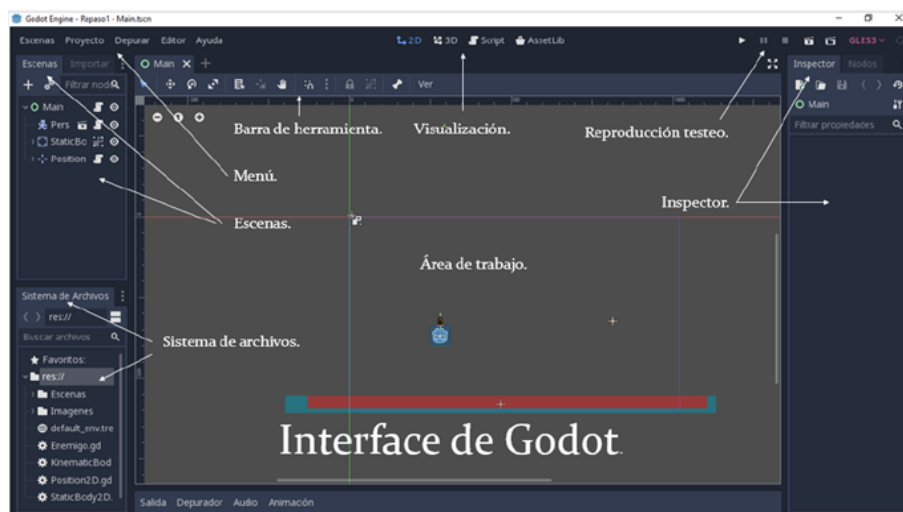 Godot Engine - Repaso1 - Main.tscn
Escenas Proyecto Depurar Editor Ayuda
2D 3D Script AssetLib
GLES3
Escenas Importar
Main
Inspector Nodos
Filtrar nodo
Ver
Main
Main
Pers
StaticBo
Position
Filtrar propiedades
Barra de herramienta.
Visualización.
Reproducción testeo.
Menú.
Escenas.
Inspector.
Área de trabajo.
Sistema de Archivos
res://
Buscar archivos
Sistema de archivos.
Favoritos:
res://
Escenas
Imagenes
default_env.tre
Enemigo.gd
KinematicBod
Position2D.gd
StaticBody2D.
Interface de Godot.
Salida Depurador Audio Animación